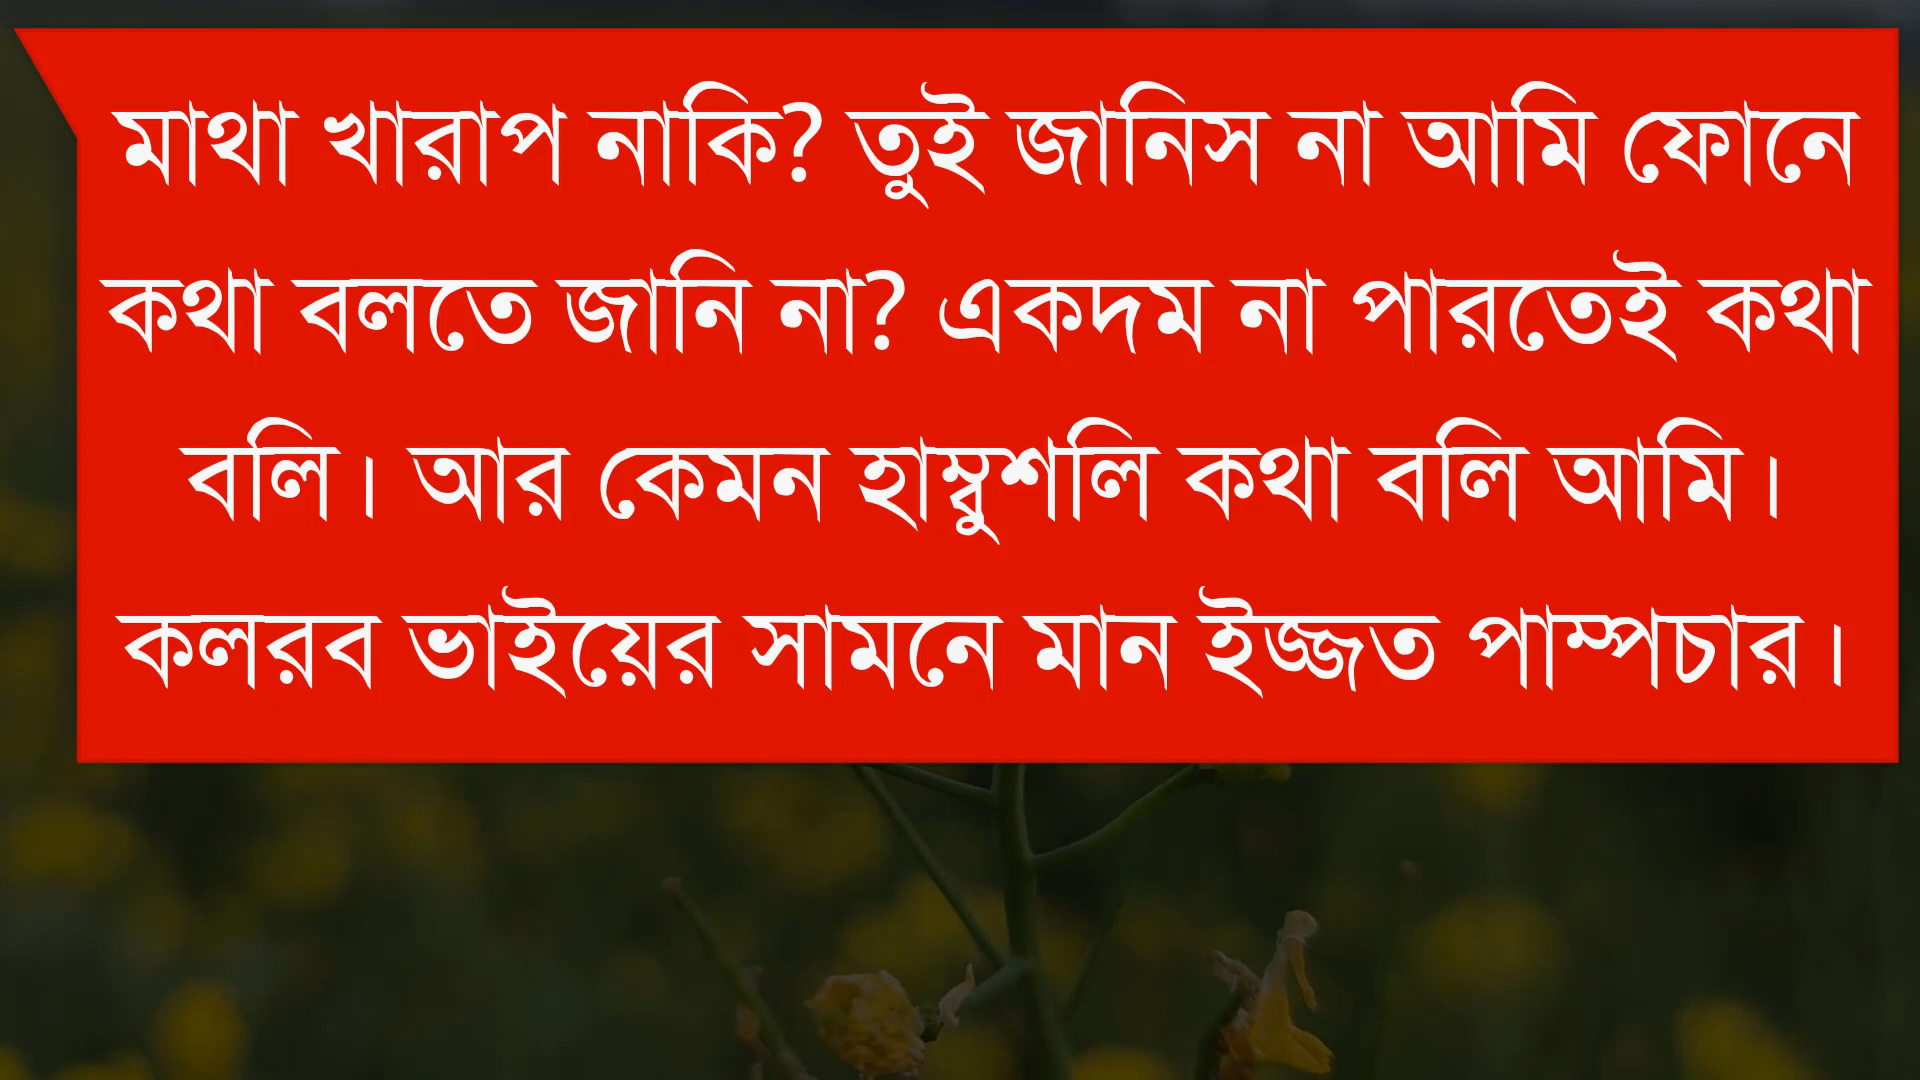 মাথা খারাপ নাকি? তুই জানিস না আমি ফোনে
কথা বলতে জানি না? একদম না পারতেই কথা
বলি। আর কেমন হাম্বুশলি কথা বলি আমি।
কলরব ভাইয়ের সামনে মান ইজ্জত পাম্পচার।